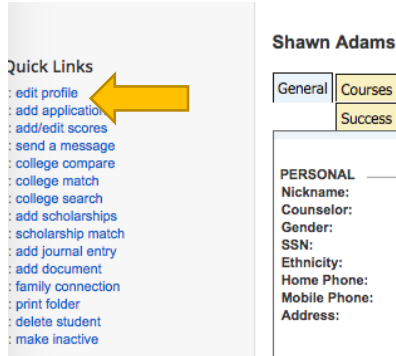 Quick Links
: edit profile
: add application
: add/edit scores
: send a message
: college compare
: college match
: college search
: add scholarships
: scholarship match
: add journal entry
: add document
: family connection
: print folder
: delete student
: make inactive
Shawn Adams
General Courses
Success
PERSONAL
Nickname:
Counselor:
Gender:
SSN:
Ethnicity:
Home Phone:
Mobile Phone:
Address: